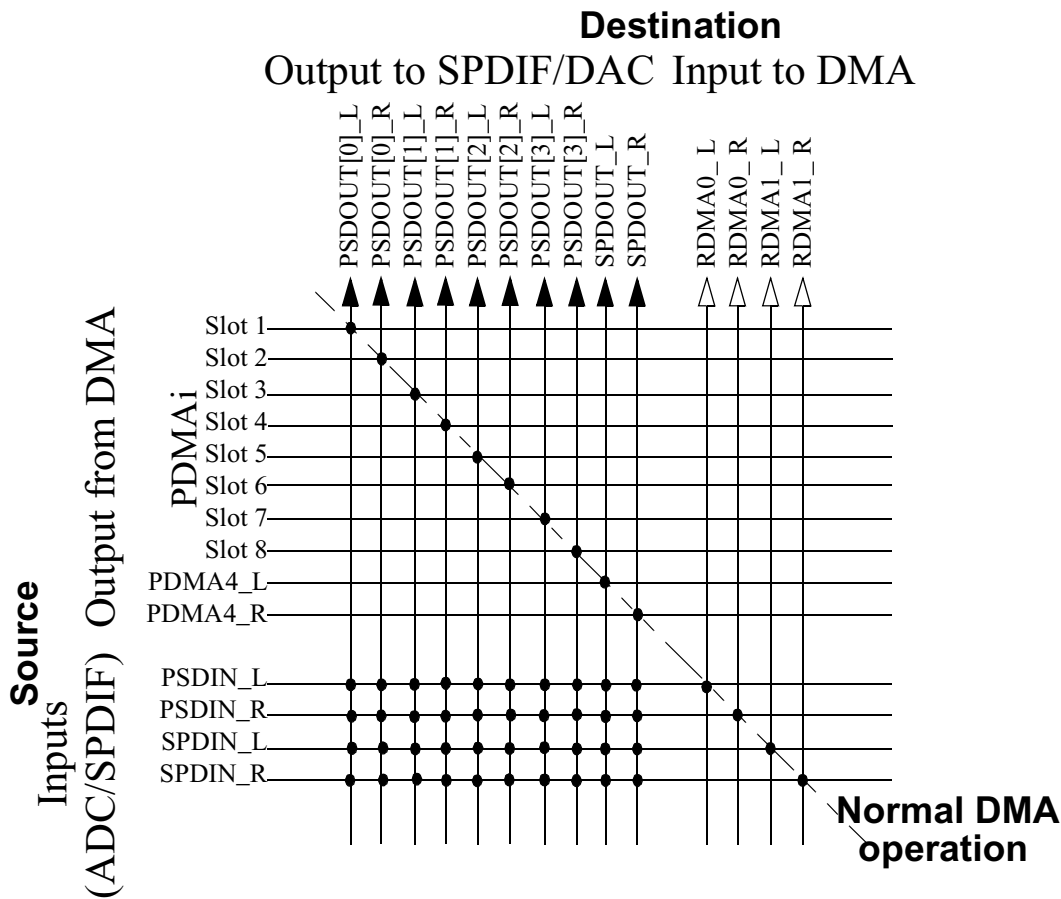 Destination
Output to SPDIF/DAC Input to DMA
PSDOUT[0]_L
PSDOUT[0]_R
PSDOUT[1]_L
PSDOUT[1]_R
PSDOUT[2]_L
PSDOUT[2]_R
PSDOUT[3]_L
PSDOUT[3]_R
SPDOUT_L
SPDOUT_R
RDMA0_L
RDMA0_R
RDMA1_L
RDMA1_R
Source
Output from DMA
PDMAi
Slot 1
Slot 2
Slot 3
Slot 4
Slot 5
Slot 6
Slot 7
Slot 8
PDMA4_L
PDMA4_R
Inputs
(ADC/SPDIF)
PSDIN_L
PSDIN_R
SPDIN_L
SPDIN_R
Normal DMA
operation